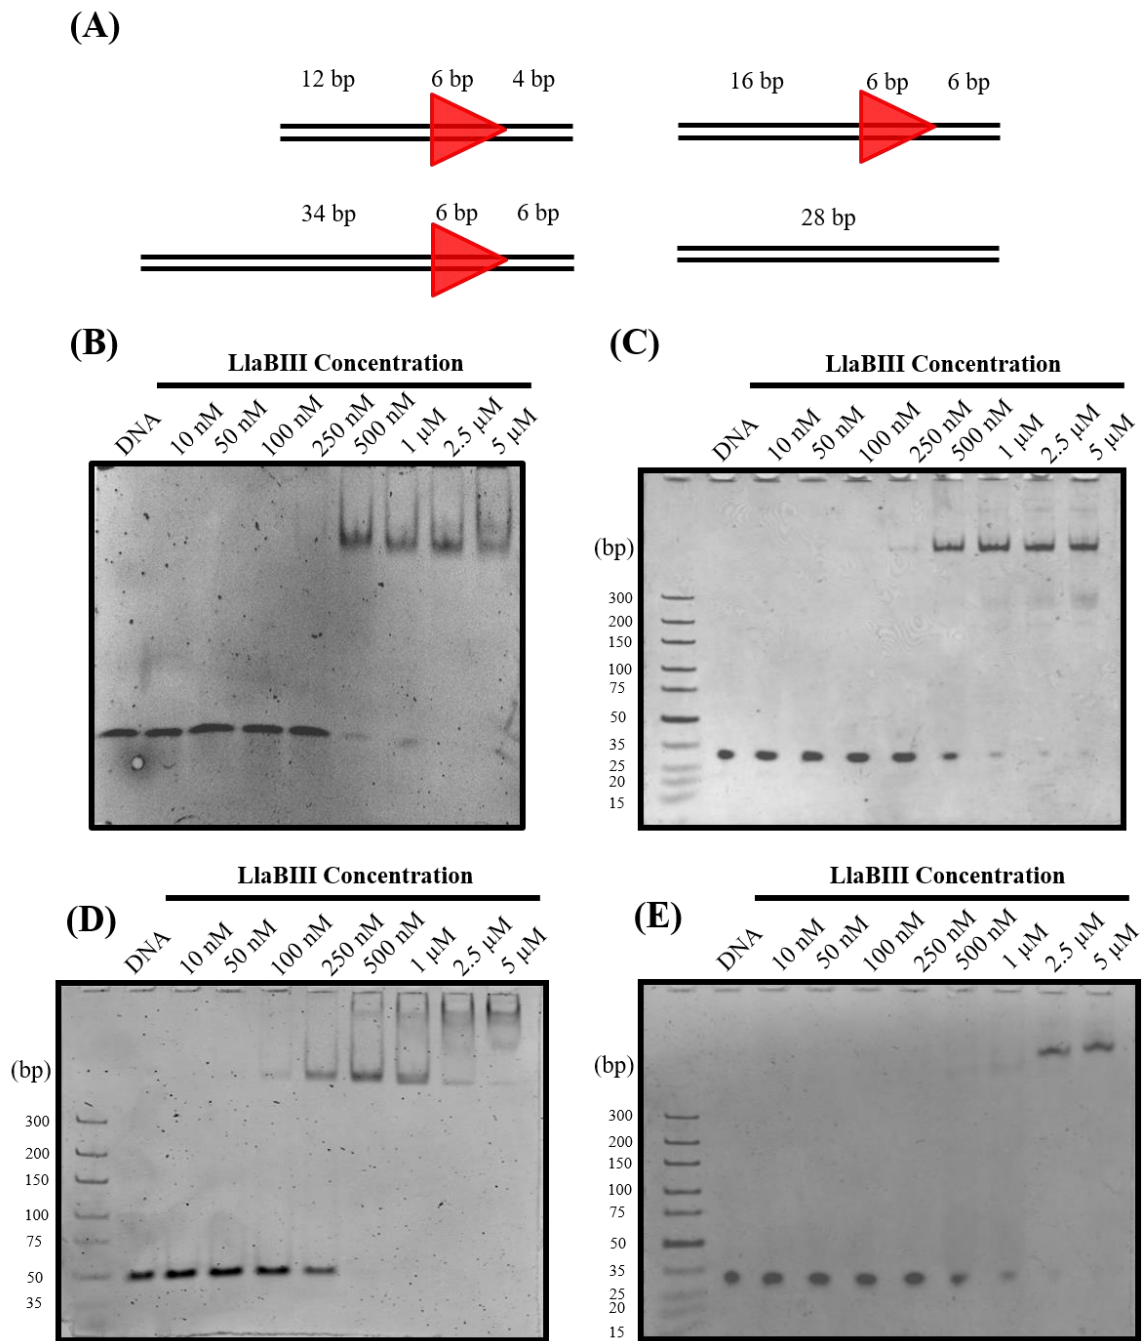 (A)
12 bp 6 bp 4 bp
16 bp 6 bp 6 bp
34 bp 6 bp 6 bp
28 bp
(B)
LlaBIII Concentration
DNA 10 nM 50 nM 100 nM 250 nM 500 nM 1 µM 2.5 µM 5 µM
(C)
LlaBIII Concentration
DNA 10 nM 50 nM 100 nM 250 nM 500 nM 1 µM 2.5 µM 5 µM
(bp)
300
200
150
100
75
50
35
25
20
15
(D)
LlaBIII Concentration
DNA 10 nM 50 nM 100 nM 250 nM 500 nM 1 µM 2.5 µM 5 µM
(bp)
300
200
150
100
75
50
35
(E)
LlaBIII Concentration
DNA 10 nM 50 nM 100 nM 250 nM 500 nM 1 µM 2.5 µM 5 µM
(bp)
300
200
150
100
75
50
35
25
20
15